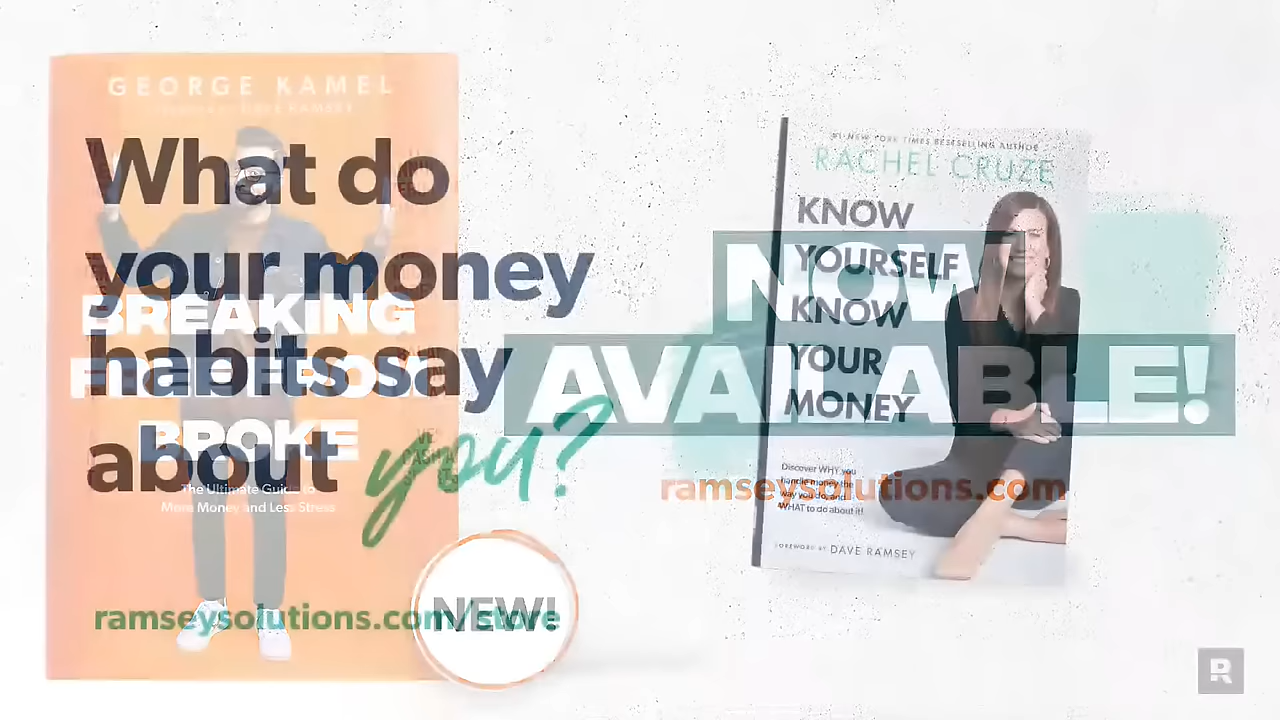 GEORGE KAMEL
What do
your money
habits say
about you?
BREAKING
FREE FROM
BROKE
The Ultimate Guide to
More Money and Less Stress
ramseysolutions.com/store
NEW!
#1 NEW YORK TIMES BESTSELLING AUTHOR
RACHEL CRUZE
KNOW
YOURSELF
KNOW
YOUR
MONEY
Discover WHY you
handle money the
way you do, and
WHAT to do about it!
FOREWORD BY DAVE RAMSEY
NOW
AVAILABLE!
ramseysolutions.com
R